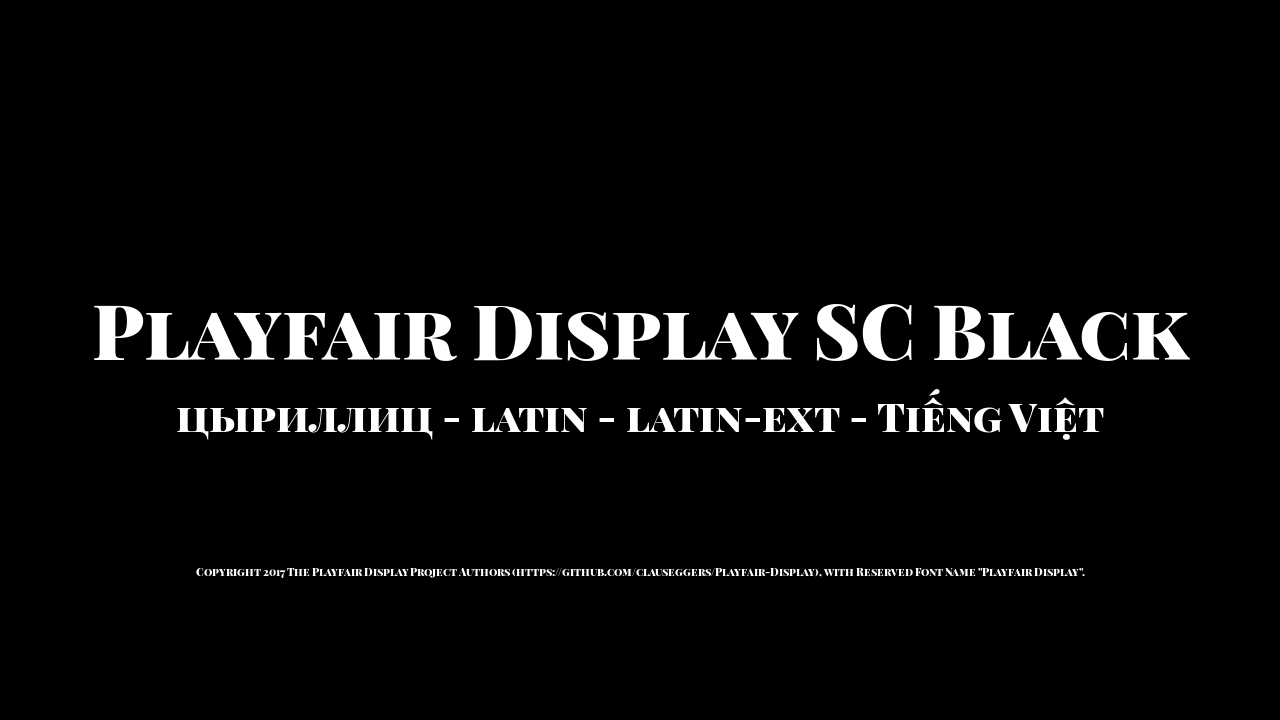 Playfair Display SC Black
цыриллиц - latin - latin-ext - Tiếng Việt
Copyright 2017 The Playfair Display Project Authors (https://github.com/clauseggers/Playfair-Display), with Reserved Font Name "Playfair Display".